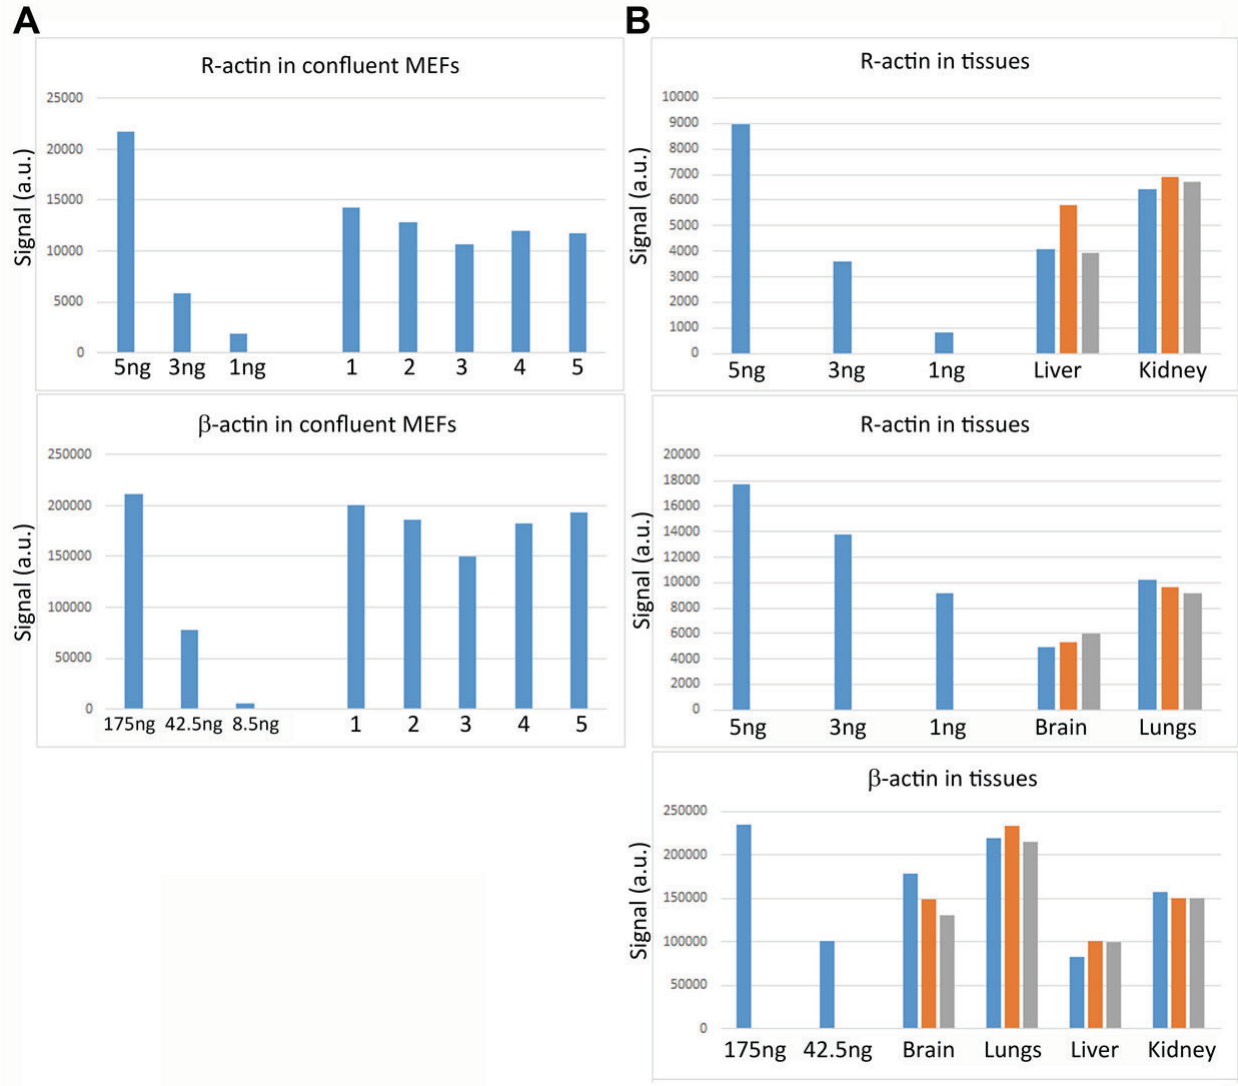 A
R-actin in confluent MEFs
Signal (a.u.)
25000
20000
15000
10000
5000
0
5ng 3ng 1ng 1 2 3 4 5
β-actin in confluent MEFs
Signal (a.u.)
250000
200000
150000
100000
50000
0
175ng 42.5ng 8.5ng 1 2 3 4 5
B
R-actin in tissues
Signal (a.u.)
10000
9000
8000
7000
6000
5000
4000
3000
2000
1000
0
5ng 3ng 1ng Liver Kidney
R-actin in tissues
Signal (a.u.)
20000
18000
16000
14000
12000
10000
8000
6000
4000
2000
0
5ng 3ng 1ng Brain Lungs
β-actin in tissues
Signal (a.u.)
250000
200000
150000
100000
50000
0
175ng 42.5ng Brain Lungs Liver Kidney